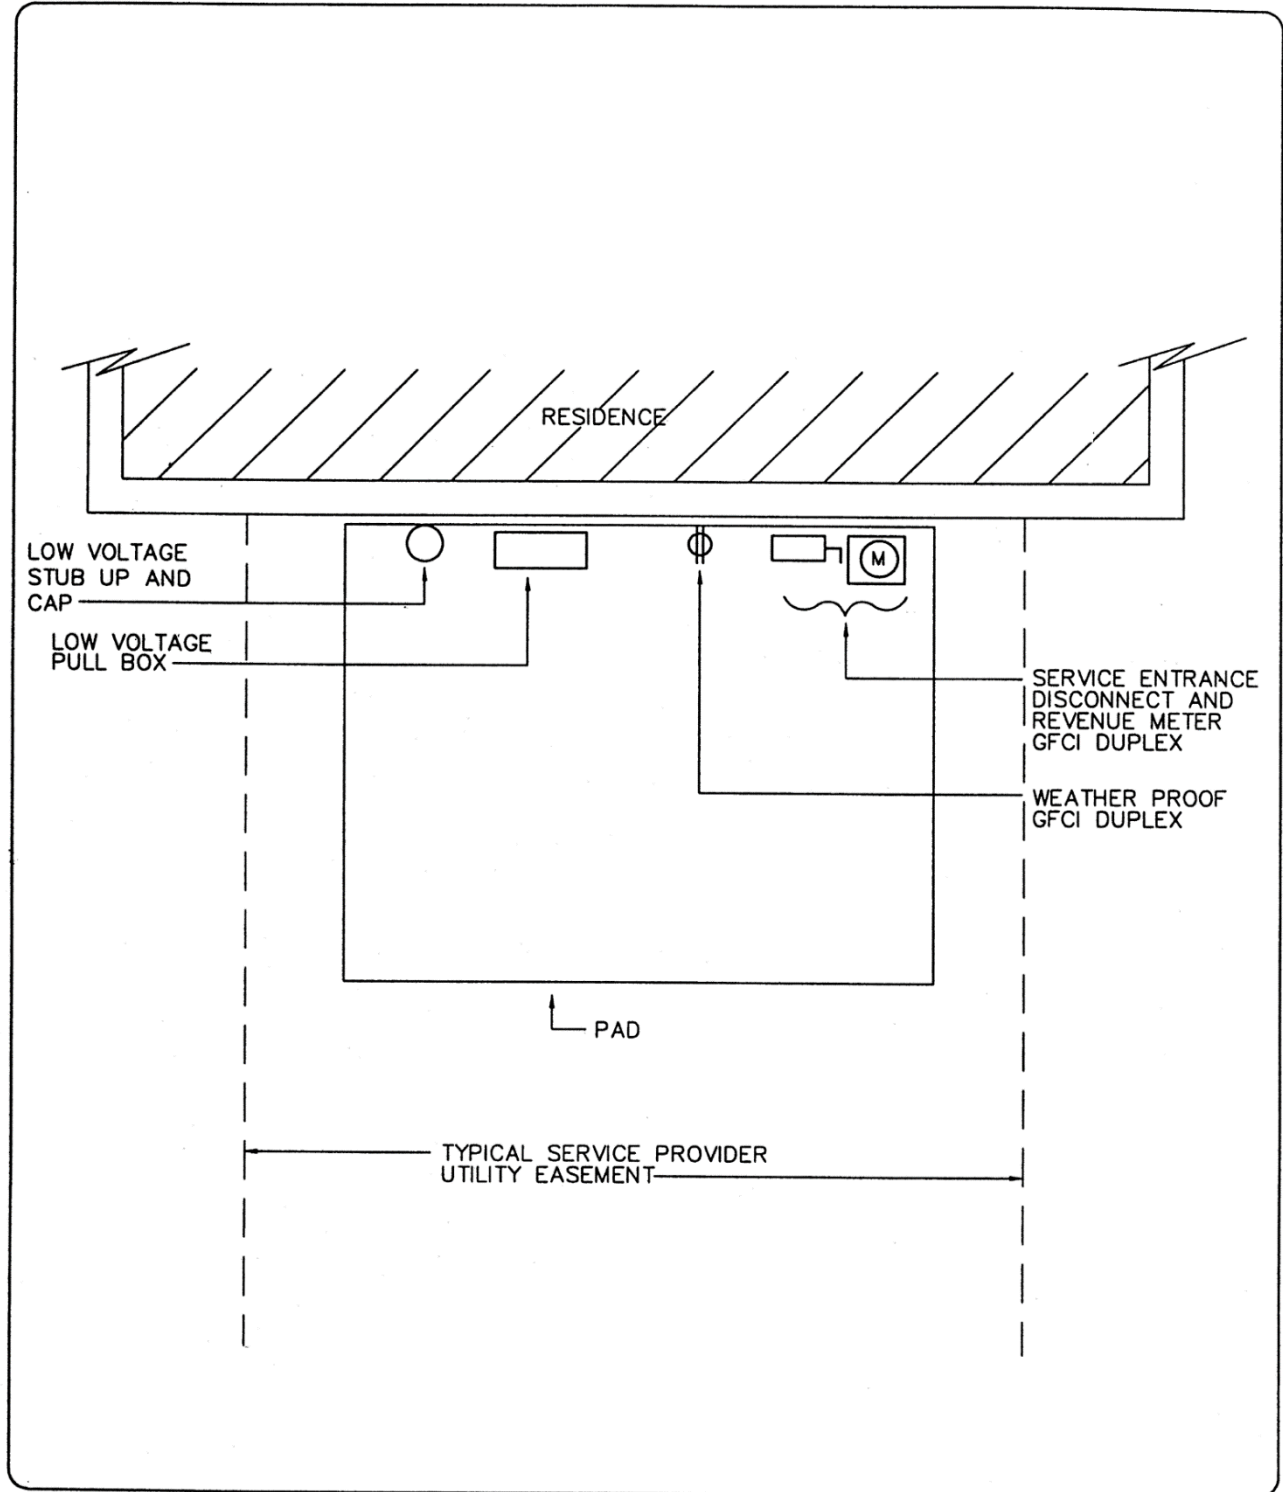 RESIDENCE
LOW VOLTAGE
STUB UP AND
CAP
M
LOW VOLTAGE
PULL BOX
SERVICE ENTRANCE
DISCONNECT AND
REVENUE METER
GFCI DUPLEX
WEATHER PROOF
GFCI DUPLEX
PAD
TYPICAL SERVICE PROVIDER
UTILITY EASEMENT